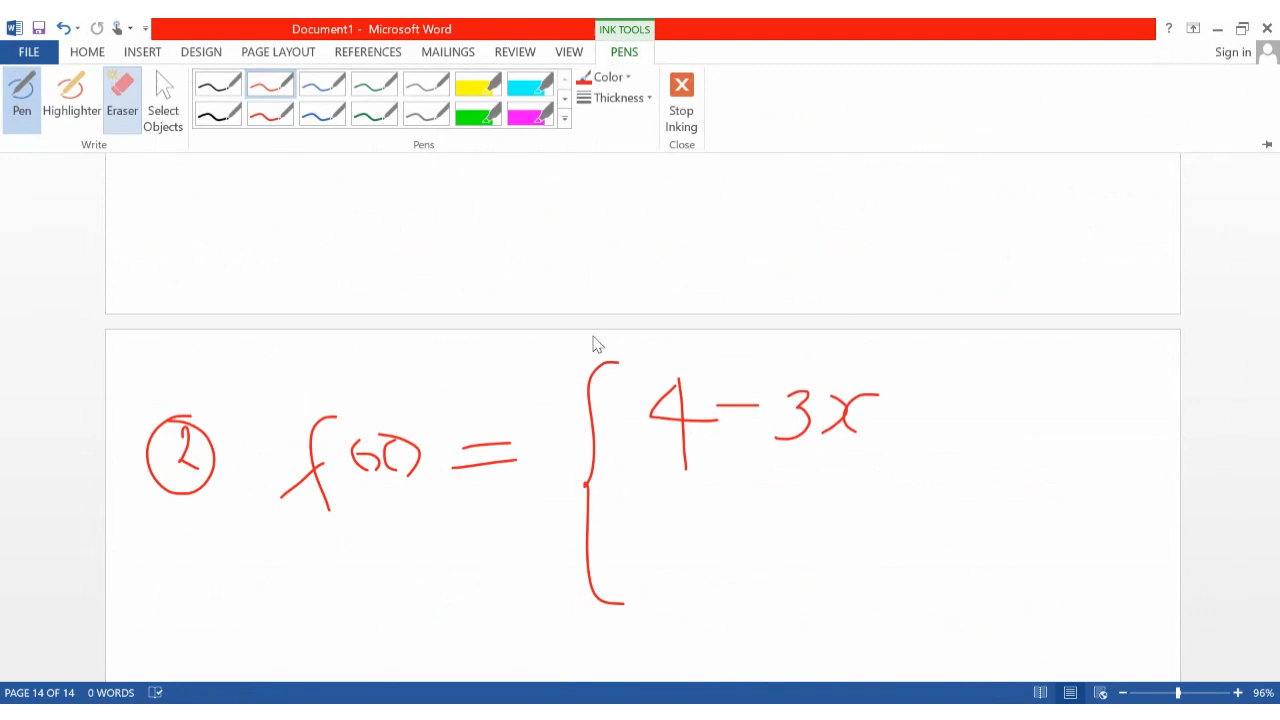 Document1 - Microsoft Word
INK TOOLS
?
FILE HOME INSERT DESIGN PAGE LAYOUT REFERENCES MAILINGS REVIEW VIEW PENS Sign in
Pen Highlighter Eraser Select Objects
Color
Thickness
Stop Inking
Write Pens Close
② f(x) = { 4 - 3x
PAGE 14 OF 14 0 WORDS 96%